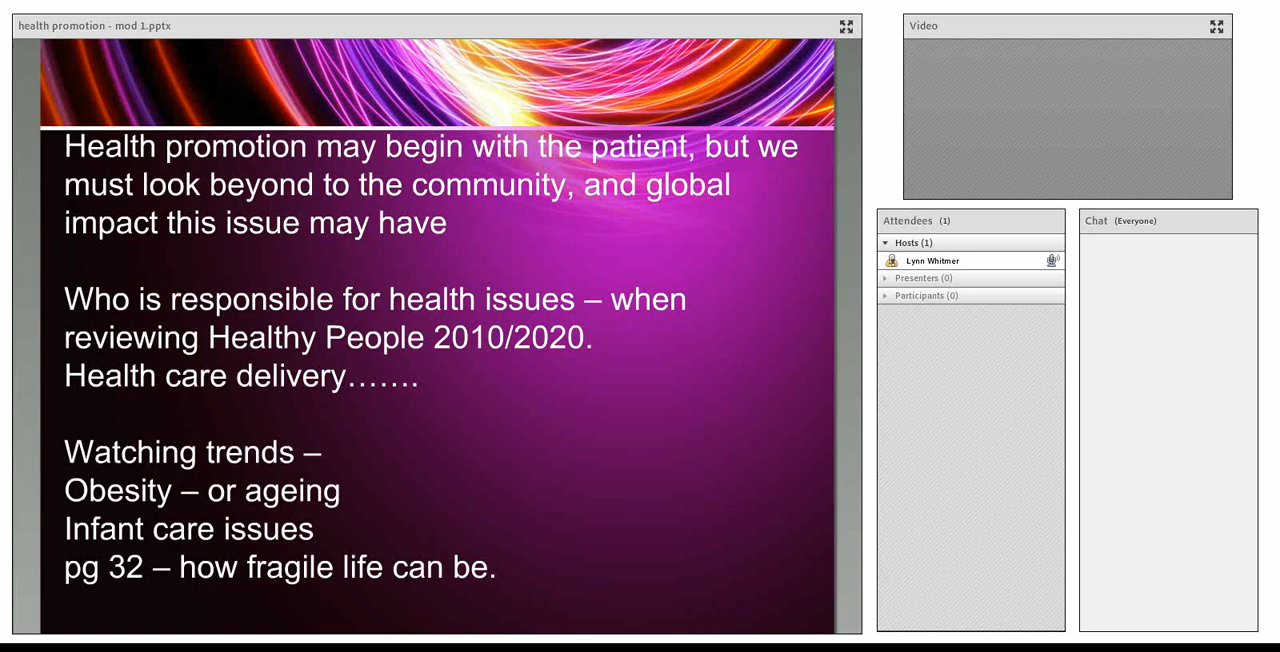 health promotion - mod 1.pptx
Health promotion may begin with the patient, but we
must look beyond to the community, and global
impact this issue may have
Who is responsible for health issues – when
reviewing Healthy People 2010/2020.
Health care delivery…….
Watching trends –
Obesity – or ageing
Infant care issues
pg 32 – how fragile life can be.
Video
Attendees (1)
Hosts (1)
Lynn Whitmer
Presenters (0)
Participants (0)
Chat (Everyone)